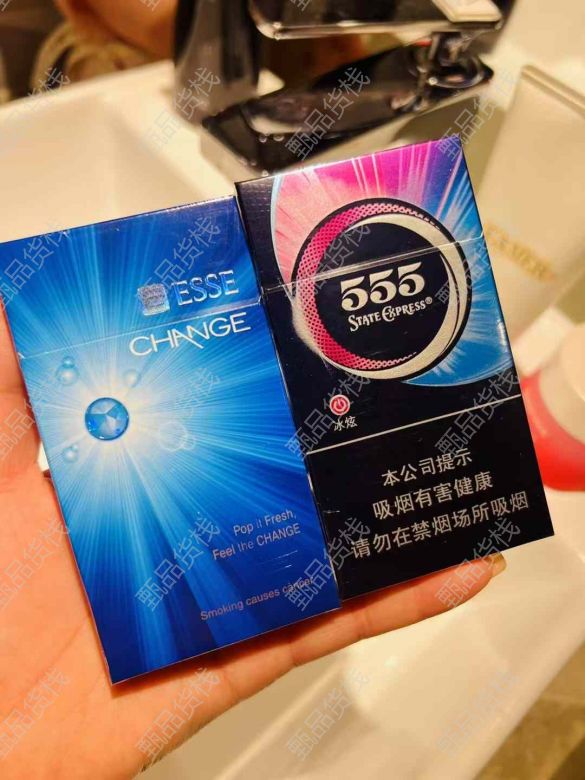 ESSE
CHANGE
Pop it Fresh,
Feel the CHANGE
Smoking causes cancer
555
STATE EXPRESS®
冰炫
本公司提示
吸烟有害健康
请勿在禁烟场所吸烟
甄品货栈